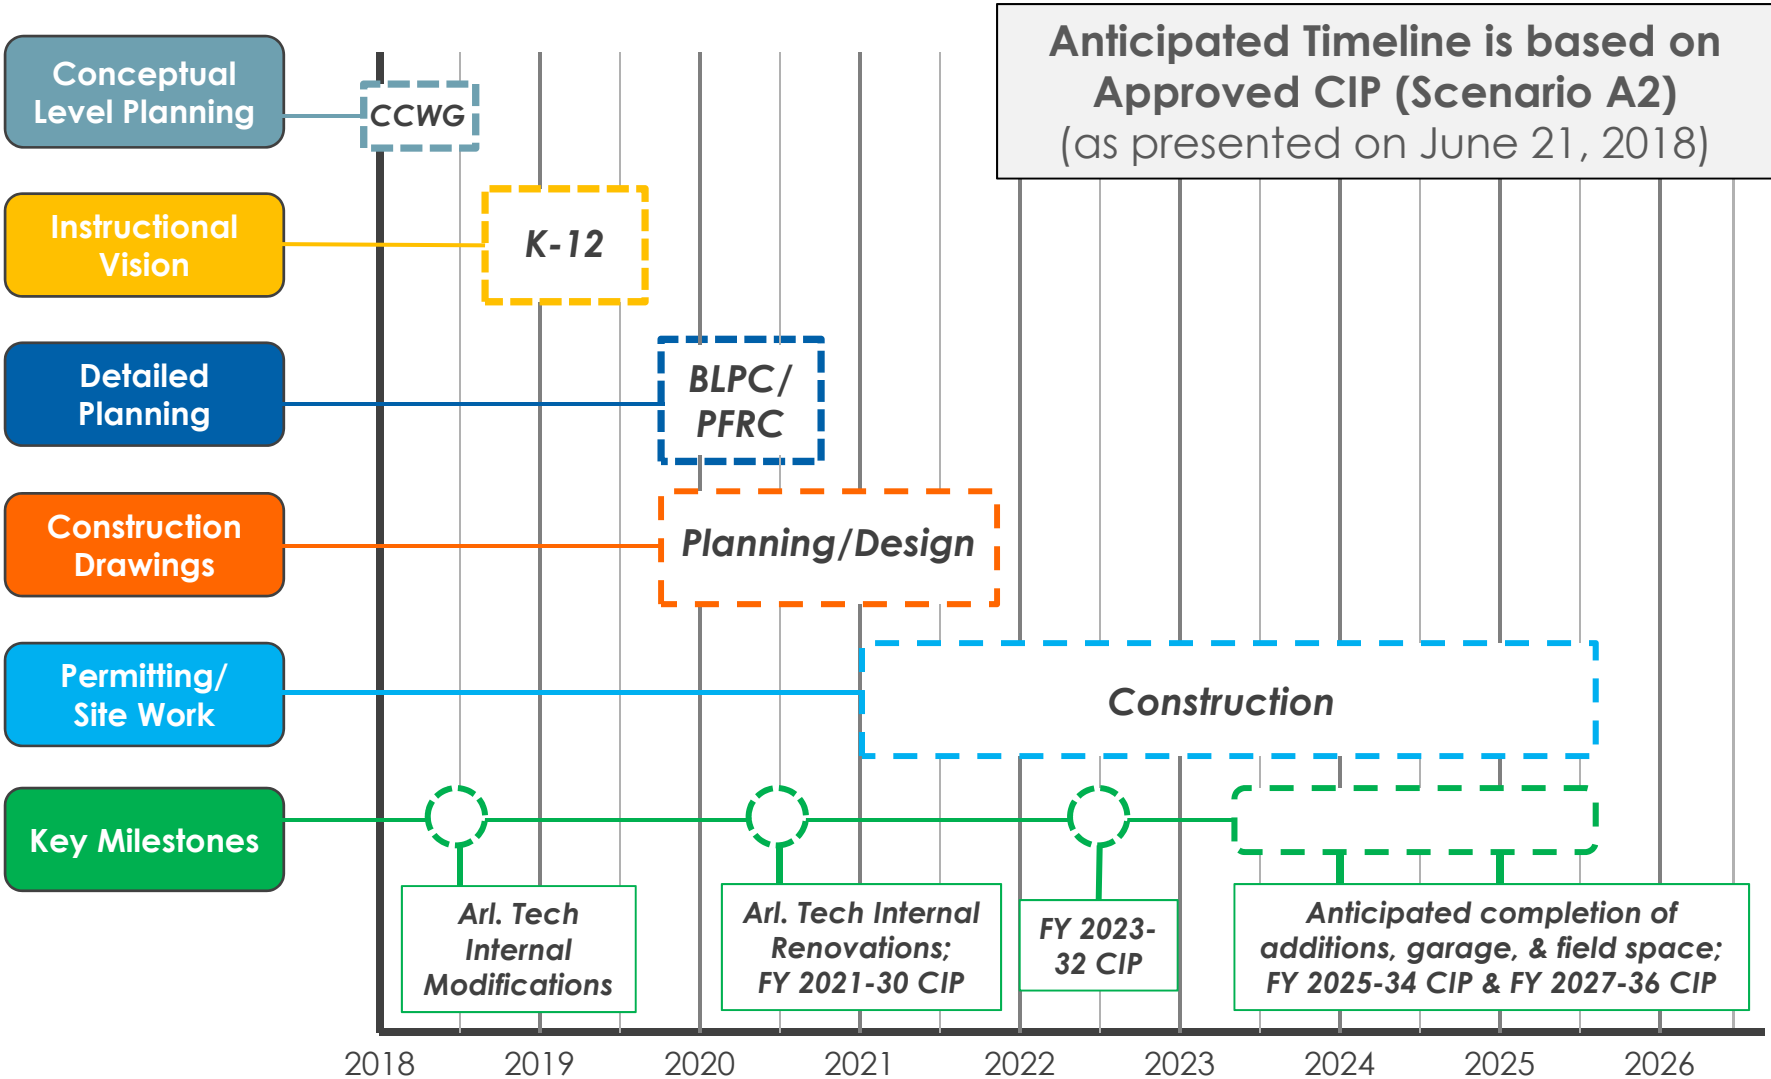 Anticipated Timeline is based on
Approved CIP (Scenario A2)
(as presented on June 21, 2018)
Conceptual
Level Planning
CCWG
Instructional
Vision
K-12
Detailed
Planning
BLPC/
PFRC
Construction
Drawings
Planning/Design
Permitting/
Site Work
Construction
Key Milestones
Arl. Tech
Internal
Modifications
Arl. Tech Internal
Renovations;
FY 2021-30 CIP
FY 2023-
32 CIP
Anticipated completion of
additions, garage, & field space;
FY 2025-34 CIP & FY 2027-36 CIP
2018 2019 2020 2021 2022 2023 2024 2025 2026